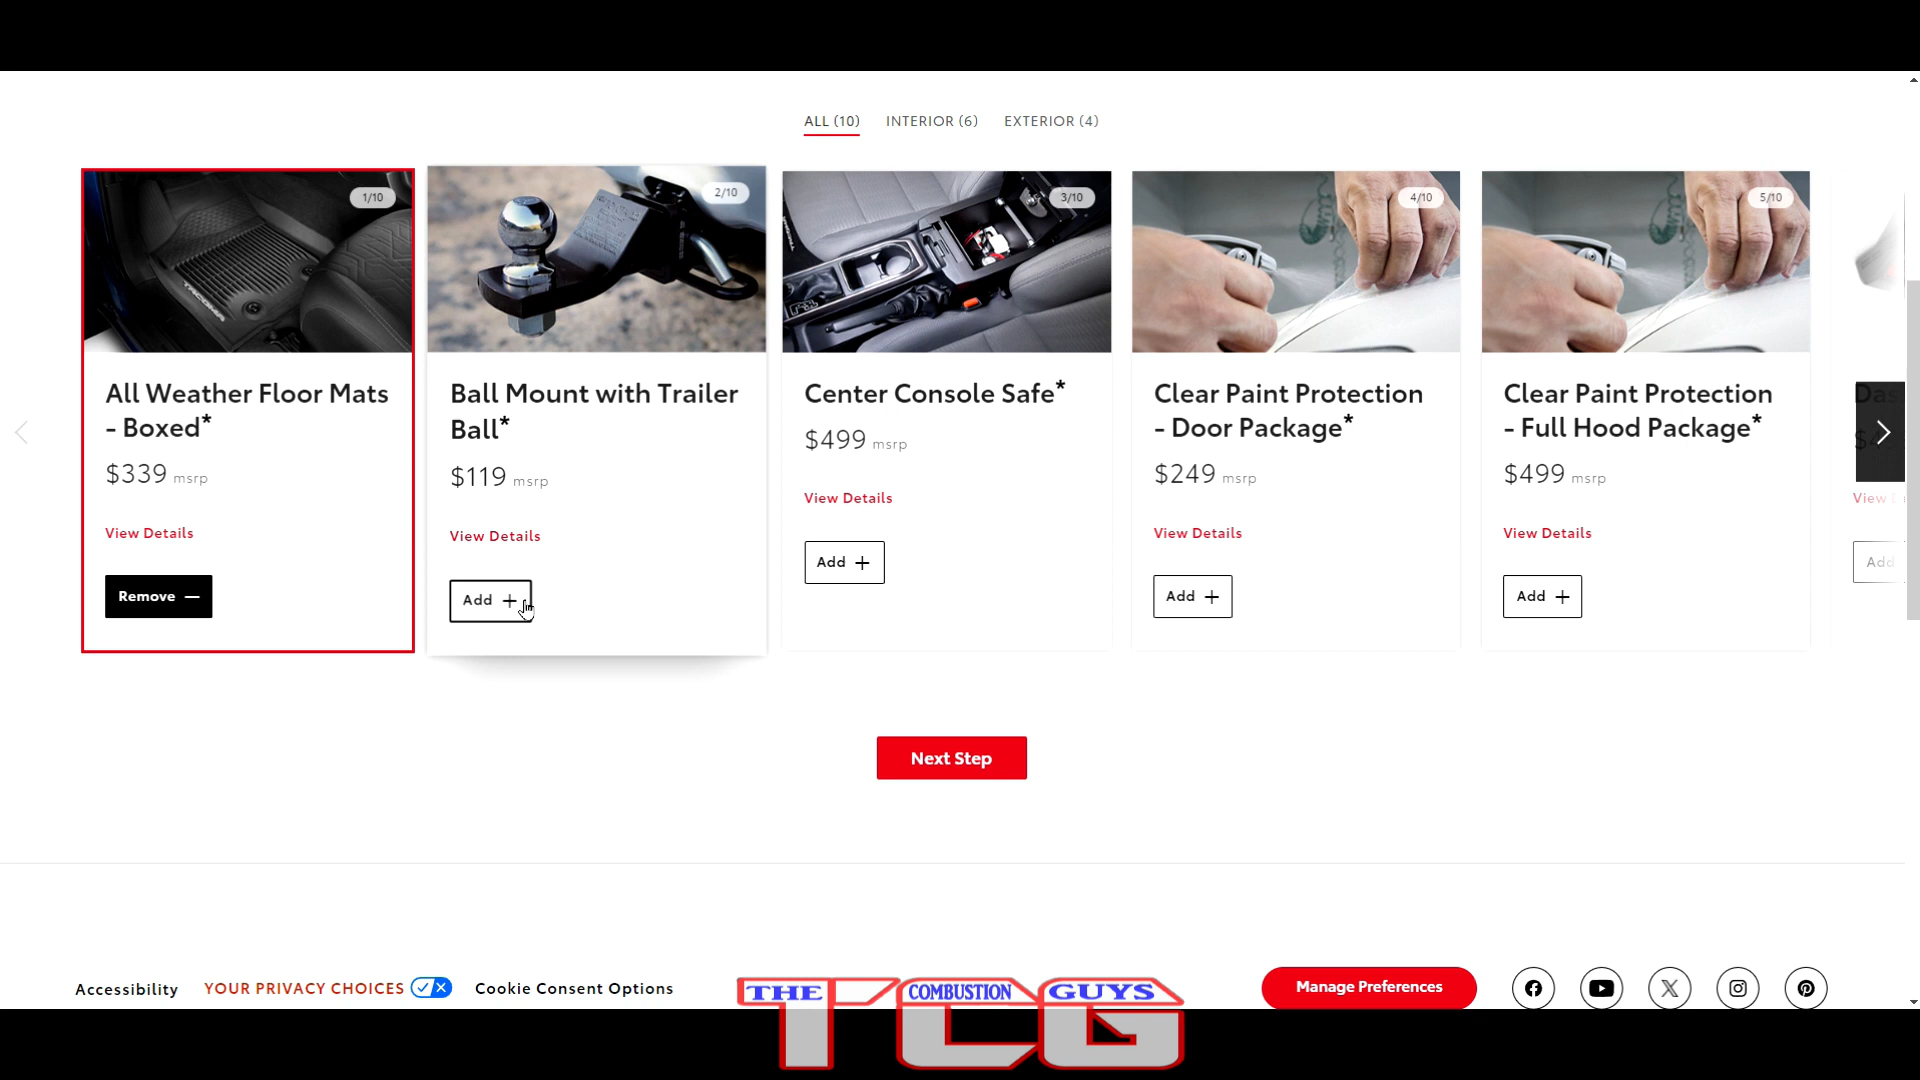 ALL (10)
INTERIOR (6)
EXTERIOR (4)
1/10
TACOMA
All Weather Floor Mats
- Boxed*
$339 msrp
View Details
Remove
2/10
Ball Mount with Trailer
Ball*
$119 msrp
View Details
Add
3/10
Center Console Safe*
$499 msrp
View Details
Add
4/10
Clear Paint Protection
- Door Package*
$249 msrp
View Details
Add
5/10
Clear Paint Protection
- Full Hood Package*
$499 msrp
View Details
Add
View
Add
Next Step
Accessibility
YOUR PRIVACY CHOICES
Cookie Consent Options
THE COMBUSTION GUYS
TCG
Manage Preferences